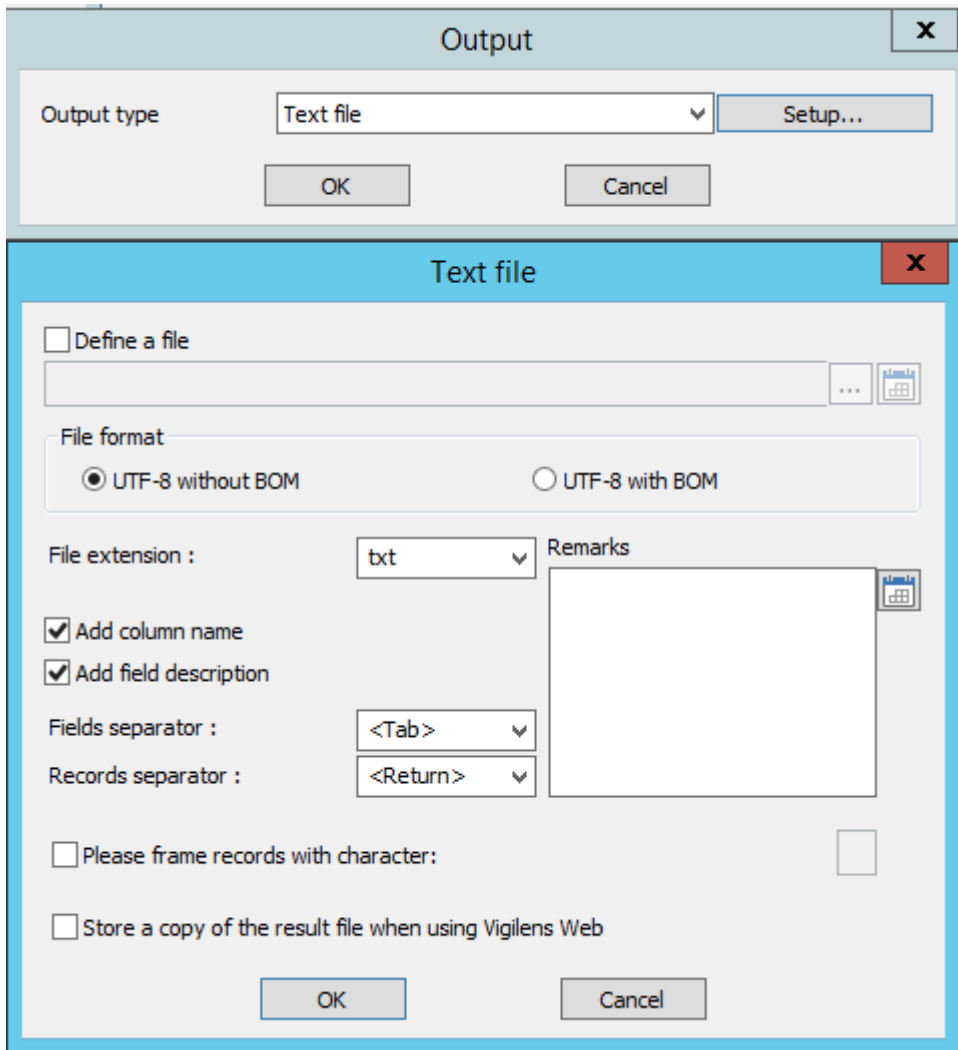 Output
x
Output type Text file Setup...
OK Cancel
Text file
x
Define a file
...
File format
UTF-8 without BOM UTF-8 with BOM
File extension : txt Remarks
Add column name
Add field description
Fields separator : <Tab>
Records separator : <Return>
Please frame records with character:
Store a copy of the result file when using Vigilens Web
OK Cancel